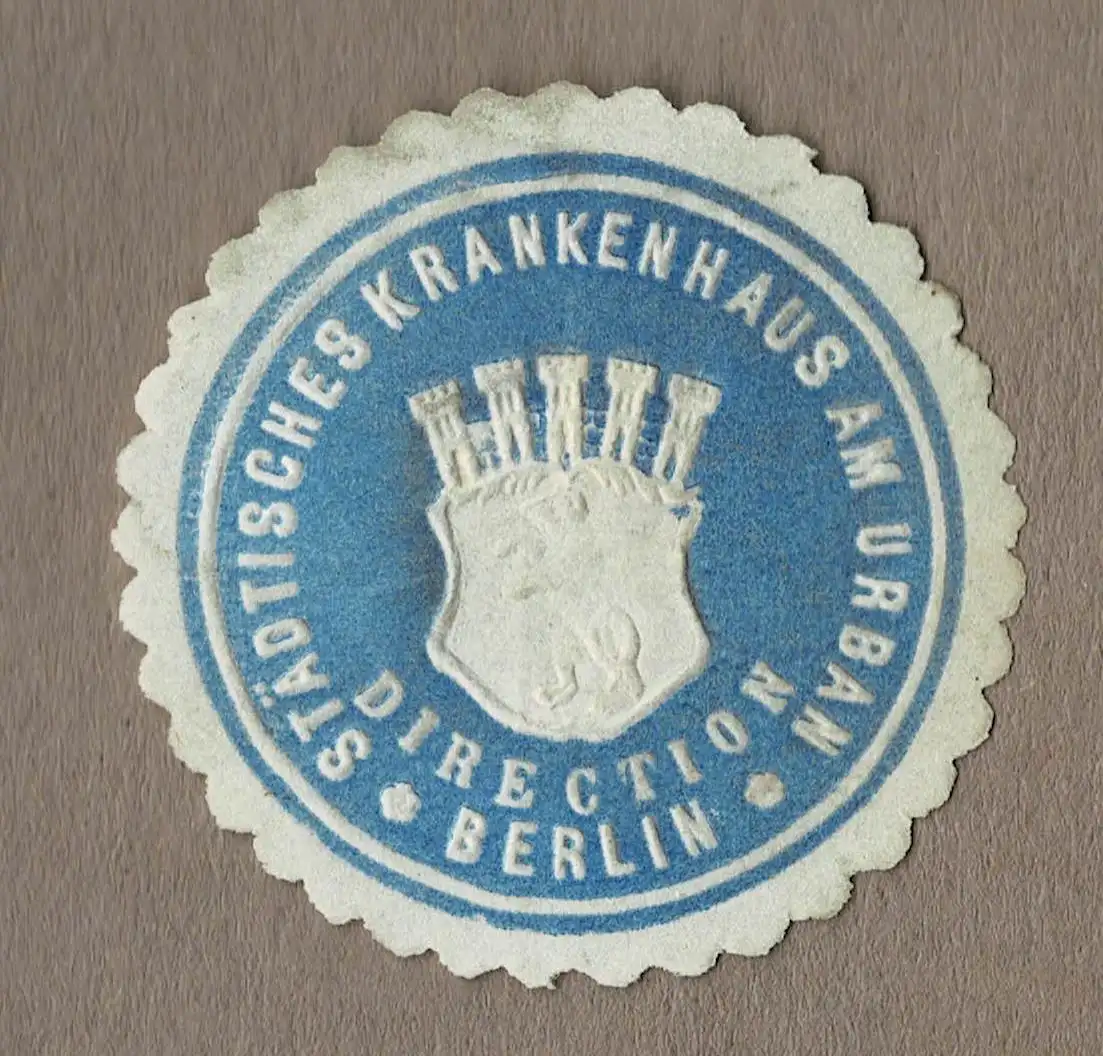 STÄDTISCHES KRANKENHAUS AM URBAN
DIRECTION
BERLIN